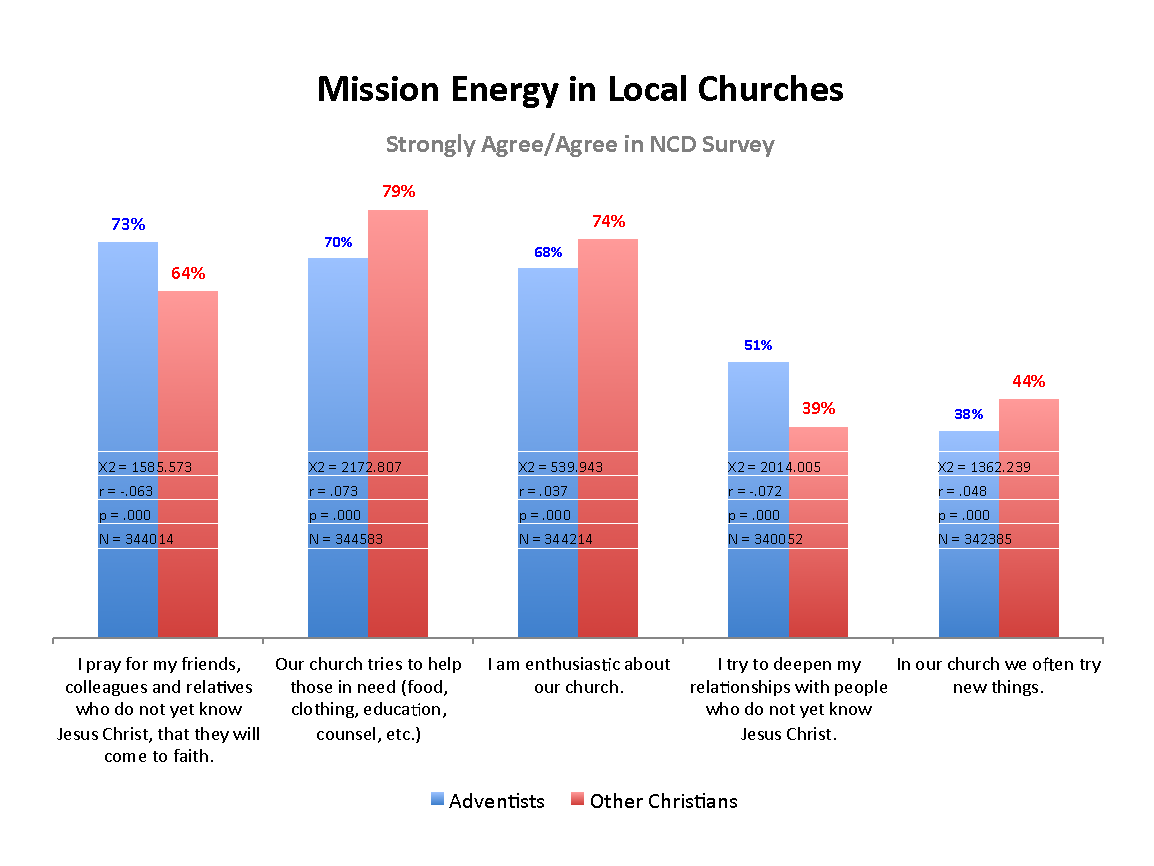 Mission Energy in Local Churches
Strongly Agree/Agree in NCD Survey
73%
64%
70%
79%
68%
74%
51%
39%
38%
44%
X2 = 1585.573
r = -.063
p = .000
N = 344014
X2 = 2172.807
r = .073
p = .000
N = 344583
X2 = 539.943
r = .037
p = .000
N = 344214
X2 = 2014.005
r = -.072
p = .000
N = 340052
X2 = 1362.239
r = .048
p = .000
N = 342385
I pray for my friends,
colleagues and relatives
who do not yet know
Jesus Christ, that they will
come to faith.
Our church tries to help
those in need (food,
clothing, education,
counsel, etc.)
I am enthusiastic about
our church.
I try to deepen my
relationships with people
who do not yet know
Jesus Christ.
In our church we often try
new things.
Adventists
Other Christians